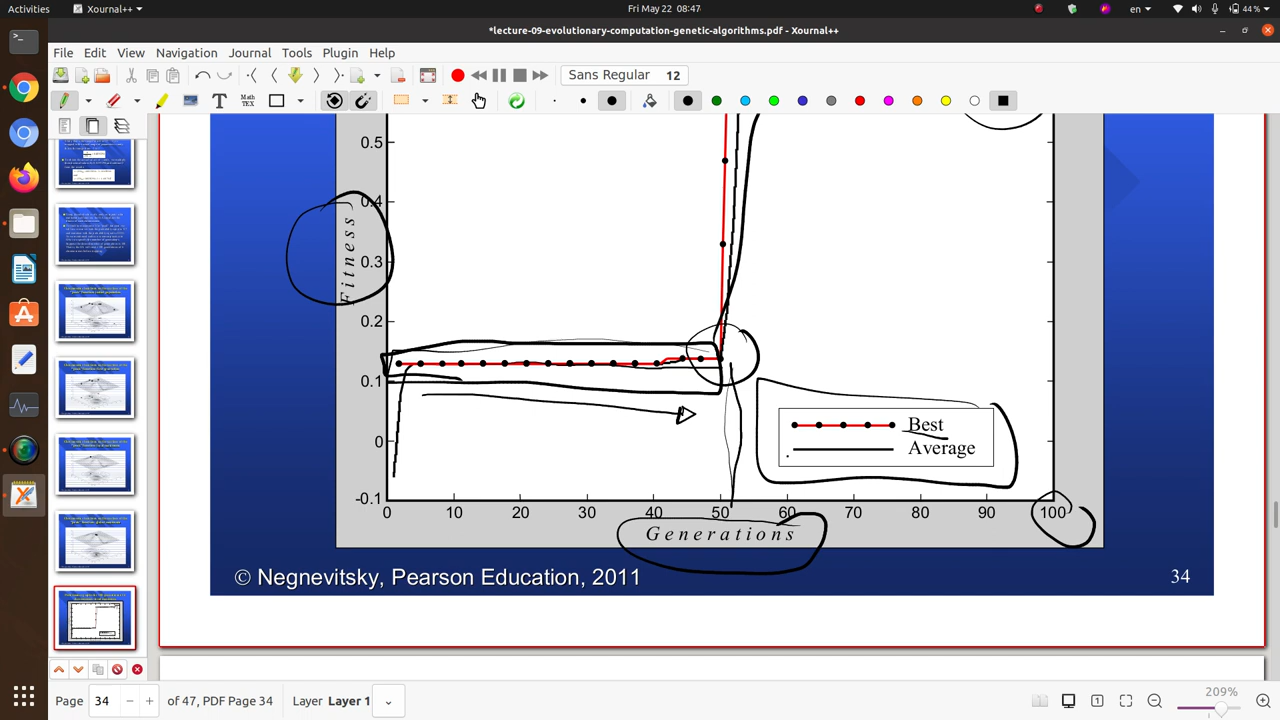 Activities
Xournal++
Fri May 22 08:47
en
44 %
*lecture-09-evolutionary-computation-genetic-algorithms.pdf - Xournal++
File Edit View Navigation Journal Tools Plugin Help
Sans Regular 12
Math TEX
0.5
0.4
0.3
0.2
0.1
0
-0.1
Fitness
0 10 20 30 40 50 60 70 80 90 100
Generations
Best
Average
© Negnevitsky, Pearson Education, 2011
34
Page 34 of 47, PDF Page 34
Layer Layer 1
209%